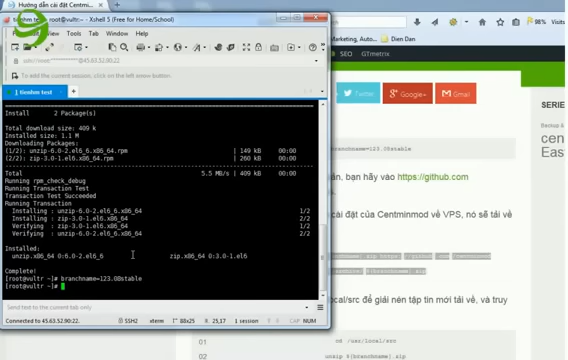 Hướng dẫn cài đặt Centmin...
tienhm test - root@vultr:~ - Xshell 5 (Free for Home/School)
Edit View Tools Tab Window Help
To add the current session, click on the left arrow button.
1 tienhm test
Install 2 Package(s)
Total download size: 409 k
Installed size: 1.1 M
Downloading Packages:
(1/2): unzip-6.0-2.el6_6.x86_64.rpm | 149 kB 00:00
(2/2): zip-3.0-1.el6.x86_64.rpm | 260 kB 00:00
Total 5.5 MB/s | 409 kB 00:00
Running rpm_check_debug
Running Transaction Test
Transaction Test Succeeded
Running Transaction
Installing : unzip-6.0-2.el6_6.x86_64 1/2
Installing : zip-3.0-1.el6.x86_64 2/2
Verifying : zip-3.0-1.el6.x86_64 1/2
Verifying : unzip-6.0-2.el6_6.x86_64 2/2
Installed:
unzip.x86_64 0:6.0-2.el6_6 zip.x86_64 0:3.0-1.el6
Complete!
[root@vultr ~]# branchname=123.08stable
[root@vultr ~]#
Send text to the current tab only
Connected to 45.63.52.90:22. SSH2 xterm 88x25 25,17 1 session CAP NUM
98%
Marketing, Auto... Dien Dan
SEO GTmetrix
Twitter Google+ Gmail
SERIE
Backup &
cent
Eas
branchname=123.08stable
bản, bạn hãy vào https://github.com
cài đặt của Centminmod về VPS, nó sẽ tải về
local/src để giải nén tập tin mới tải về, và truy
01 cd /usr/local/src
02 unzip ${branchname}.zip